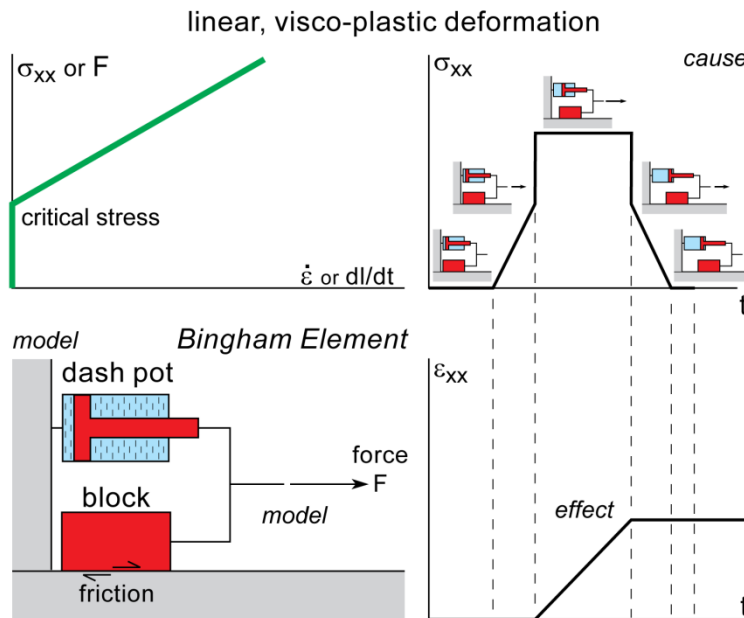 linear, visco-plastic deformation
σxx or F
critical stress
ε̇ or dl/dt
σxx
cause
t
model
Bingham Element
dash pot
block
force
F
model
friction
εxx
effect
t